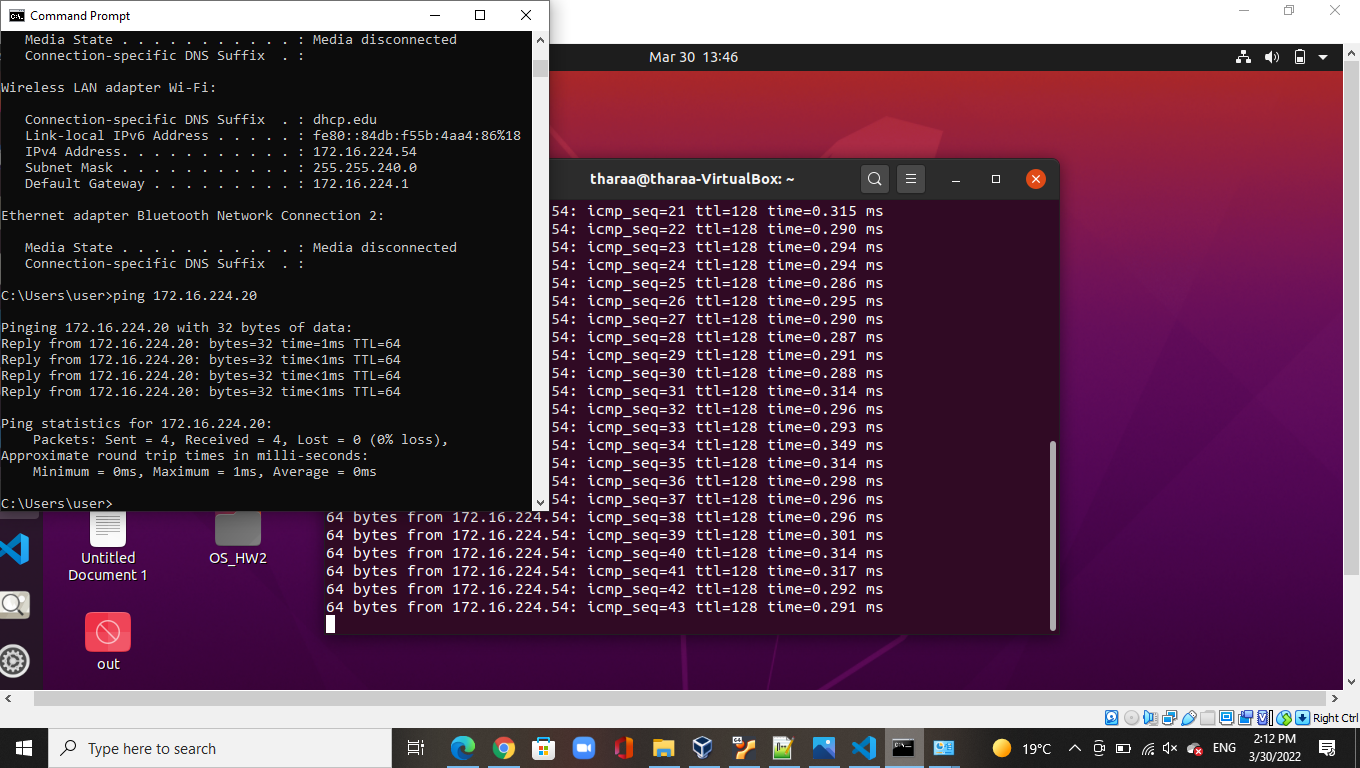 Command Prompt
   Media State . . . . . . . . . . . : Media disconnected
   Connection-specific DNS Suffix  . :
Wireless LAN adapter Wi-Fi:
   Connection-specific DNS Suffix  . : dhcp.edu
   Link-local IPv6 Address . . . . . : fe80::84db:f55b:4aa4:86%18
   IPv4 Address. . . . . . . . . . . : 172.16.224.54
   Subnet Mask . . . . . . . . . . . : 255.255.240.0
   Default Gateway . . . . . . . . . : 172.16.224.1
Ethernet adapter Bluetooth Network Connection 2:
   Media State . . . . . . . . . . . : Media disconnected
   Connection-specific DNS Suffix  . :
C:\Users\user>ping 172.16.224.20
Pinging 172.16.224.20 with 32 bytes of data:
Reply from 172.16.224.20: bytes=32 time=1ms TTL=64
Reply from 172.16.224.20: bytes=32 time<1ms TTL=64
Reply from 172.16.224.20: bytes=32 time<1ms TTL=64
Reply from 172.16.224.20: bytes=32 time<1ms TTL=64
Ping statistics for 172.16.224.20:
    Packets: Sent = 4, Received = 4, Lost = 0 (0% loss),
Approximate round trip times in milli-seconds:
    Minimum = 0ms, Maximum = 1ms, Average = 0ms
C:\Users\user>
Mar 30 13:46
tharaa@tharaa-VirtualBox: ~
54: icmp_seq=21 ttl=128 time=0.315 ms
54: icmp_seq=22 ttl=128 time=0.290 ms
54: icmp_seq=23 ttl=128 time=0.294 ms
54: icmp_seq=24 ttl=128 time=0.294 ms
54: icmp_seq=25 ttl=128 time=0.286 ms
54: icmp_seq=26 ttl=128 time=0.295 ms
54: icmp_seq=27 ttl=128 time=0.290 ms
54: icmp_seq=28 ttl=128 time=0.287 ms
54: icmp_seq=29 ttl=128 time=0.291 ms
54: icmp_seq=30 ttl=128 time=0.288 ms
54: icmp_seq=31 ttl=128 time=0.314 ms
54: icmp_seq=32 ttl=128 time=0.296 ms
54: icmp_seq=33 ttl=128 time=0.293 ms
54: icmp_seq=34 ttl=128 time=0.349 ms
54: icmp_seq=35 ttl=128 time=0.314 ms
54: icmp_seq=36 ttl=128 time=0.298 ms
54: icmp_seq=37 ttl=128 time=0.296 ms
64 bytes from 172.16.224.54: icmp_seq=38 ttl=128 time=0.296 ms
64 bytes from 172.16.224.54: icmp_seq=39 ttl=128 time=0.301 ms
64 bytes from 172.16.224.54: icmp_seq=40 ttl=128 time=0.314 ms
64 bytes from 172.16.224.54: icmp_seq=41 ttl=128 time=0.317 ms
64 bytes from 172.16.224.54: icmp_seq=42 ttl=128 time=0.292 ms
64 bytes from 172.16.224.54: icmp_seq=43 ttl=128 time=0.291 ms
Untitled
Document 1
OS_HW2
out
Right Ctrl
Type here to search
19°C
ENG
2:12 PM
3/30/2022